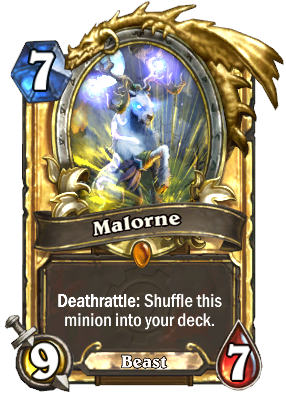 7
Malorne
Deathrattle: Shuffle this
minion into your deck.
9
Beast
7